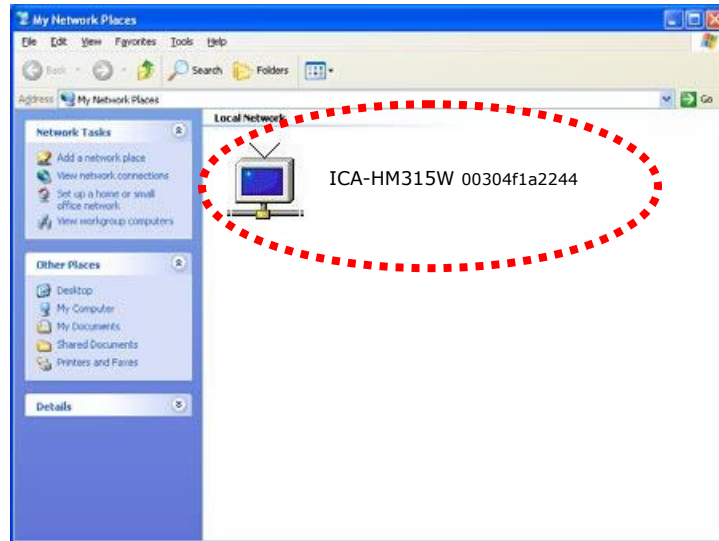 My Network Places
File Edit View Favorites Tools Help
Back Search Folders
Address My Network Places Go
Local Network
Network Tasks
Add a network place
View network connections
Set up a home or small
office network
View workgroup computers
ICA-HM315W 00304f1a2244
Other Places
Desktop
My Computer
My Documents
Shared Documents
Printers and Faxes
Details